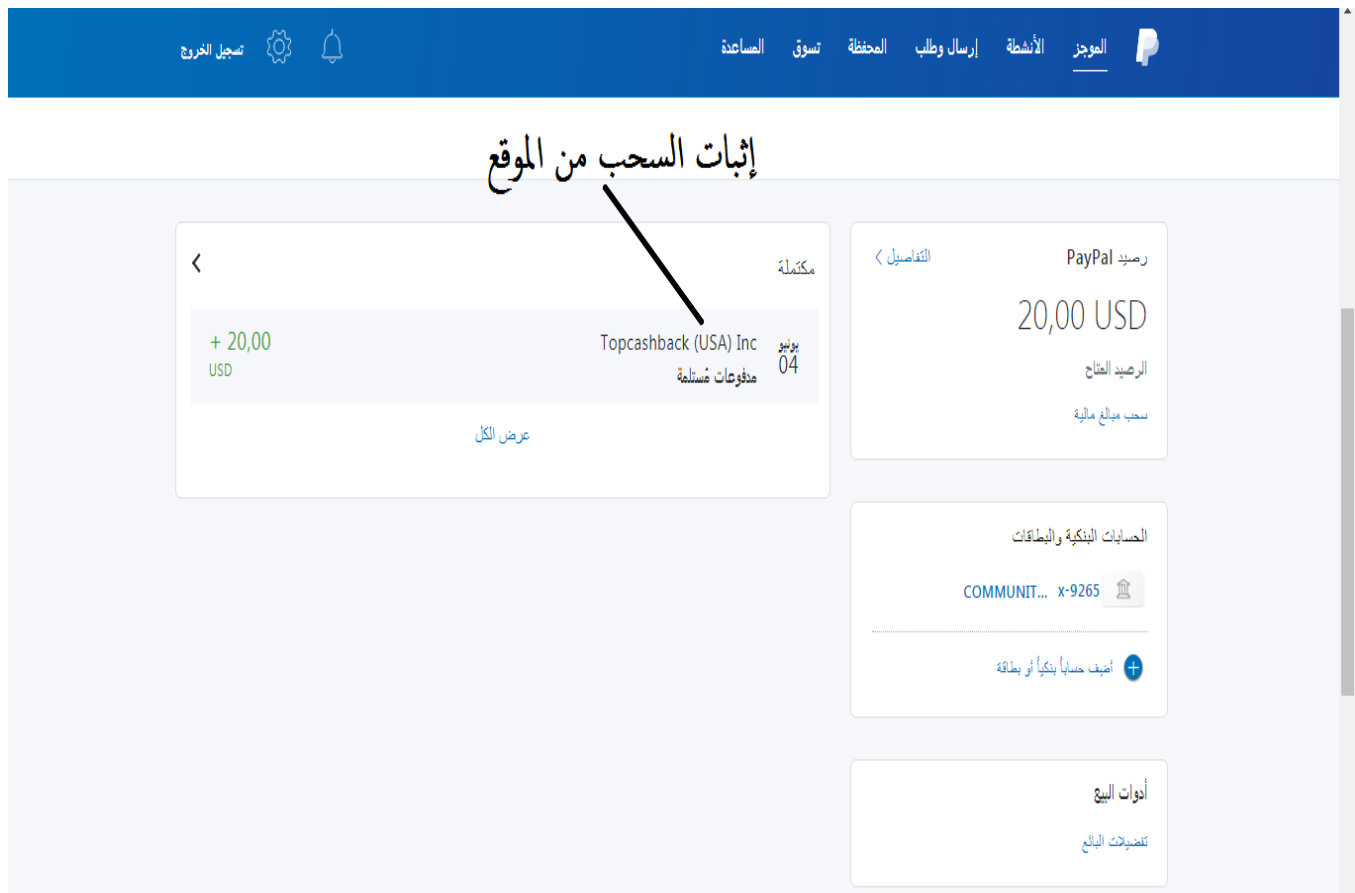 الموجز الأنشطة إرسال وطلب المحفظة تسوق المساعدة تسجيل الخروج
إثبات السحب من الموقع
رصيد PayPal التفاصيل
20,00 USD
الرصيد المتاح
سحب مبالغ مالية
مكتملة
يونيو
04
Topcashback (USA) Inc
مدفوعات مُستلمة
+ 20,00
USD
عرض الكل
الحسابات البنكية والبطاقات
COMMUNIT... x-9265
أضيف حساباً بنكياً أو بطاقة
أدوات البيع
تفضيلات البائع